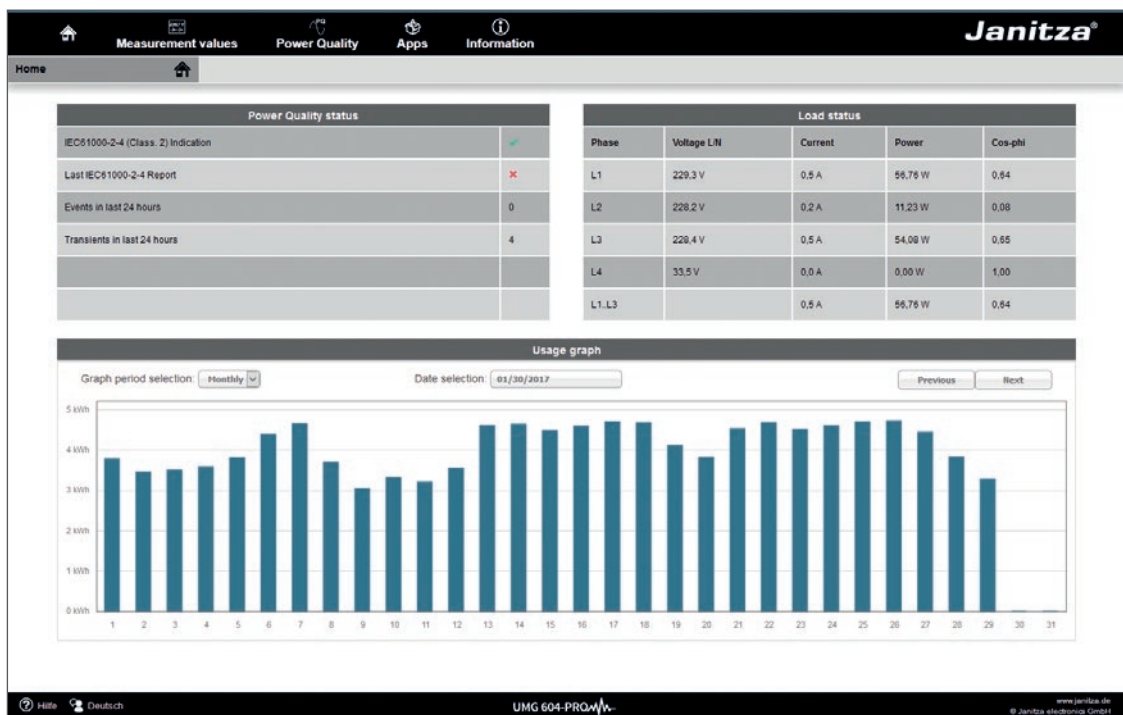 Measurement values Power Quality Apps Information Janitza®
Home
Power Quality status
IEC61000-2-4 (Class. 2) Indication
Last IEC61000-2-4 Report
Events in last 24 hours 0
Transients in last 24 hours 4
Load status
Phase Voltage L/N Current Power Cos-phi
L1 229,3 V 0,5 A 56,76 W 0,64
L2 228,2 V 0,2 A 11,23 W 0,08
L3 228,4 V 0,5 A 54,08 W 0,65
L4 33,5 V 0,0 A 0,00 W 1,00
L1..L3 0,5 A 56,76 W 0,64
Usage graph
Graph period selection: Monthly Date selection: 01/30/2017 Previous Next
5 kWh
4 kWh
3 kWh
2 kWh
1 kWh
0 kWh
1 2 3 4 5 6 7 8 9 10 11 12 13 14 15 16 17 18 19 20 21 22 23 24 25 26 27 28 29 30 31
Hilfe Deutsch UMG 604-PRO www.janitza.de
© Janitza electronics GmbH